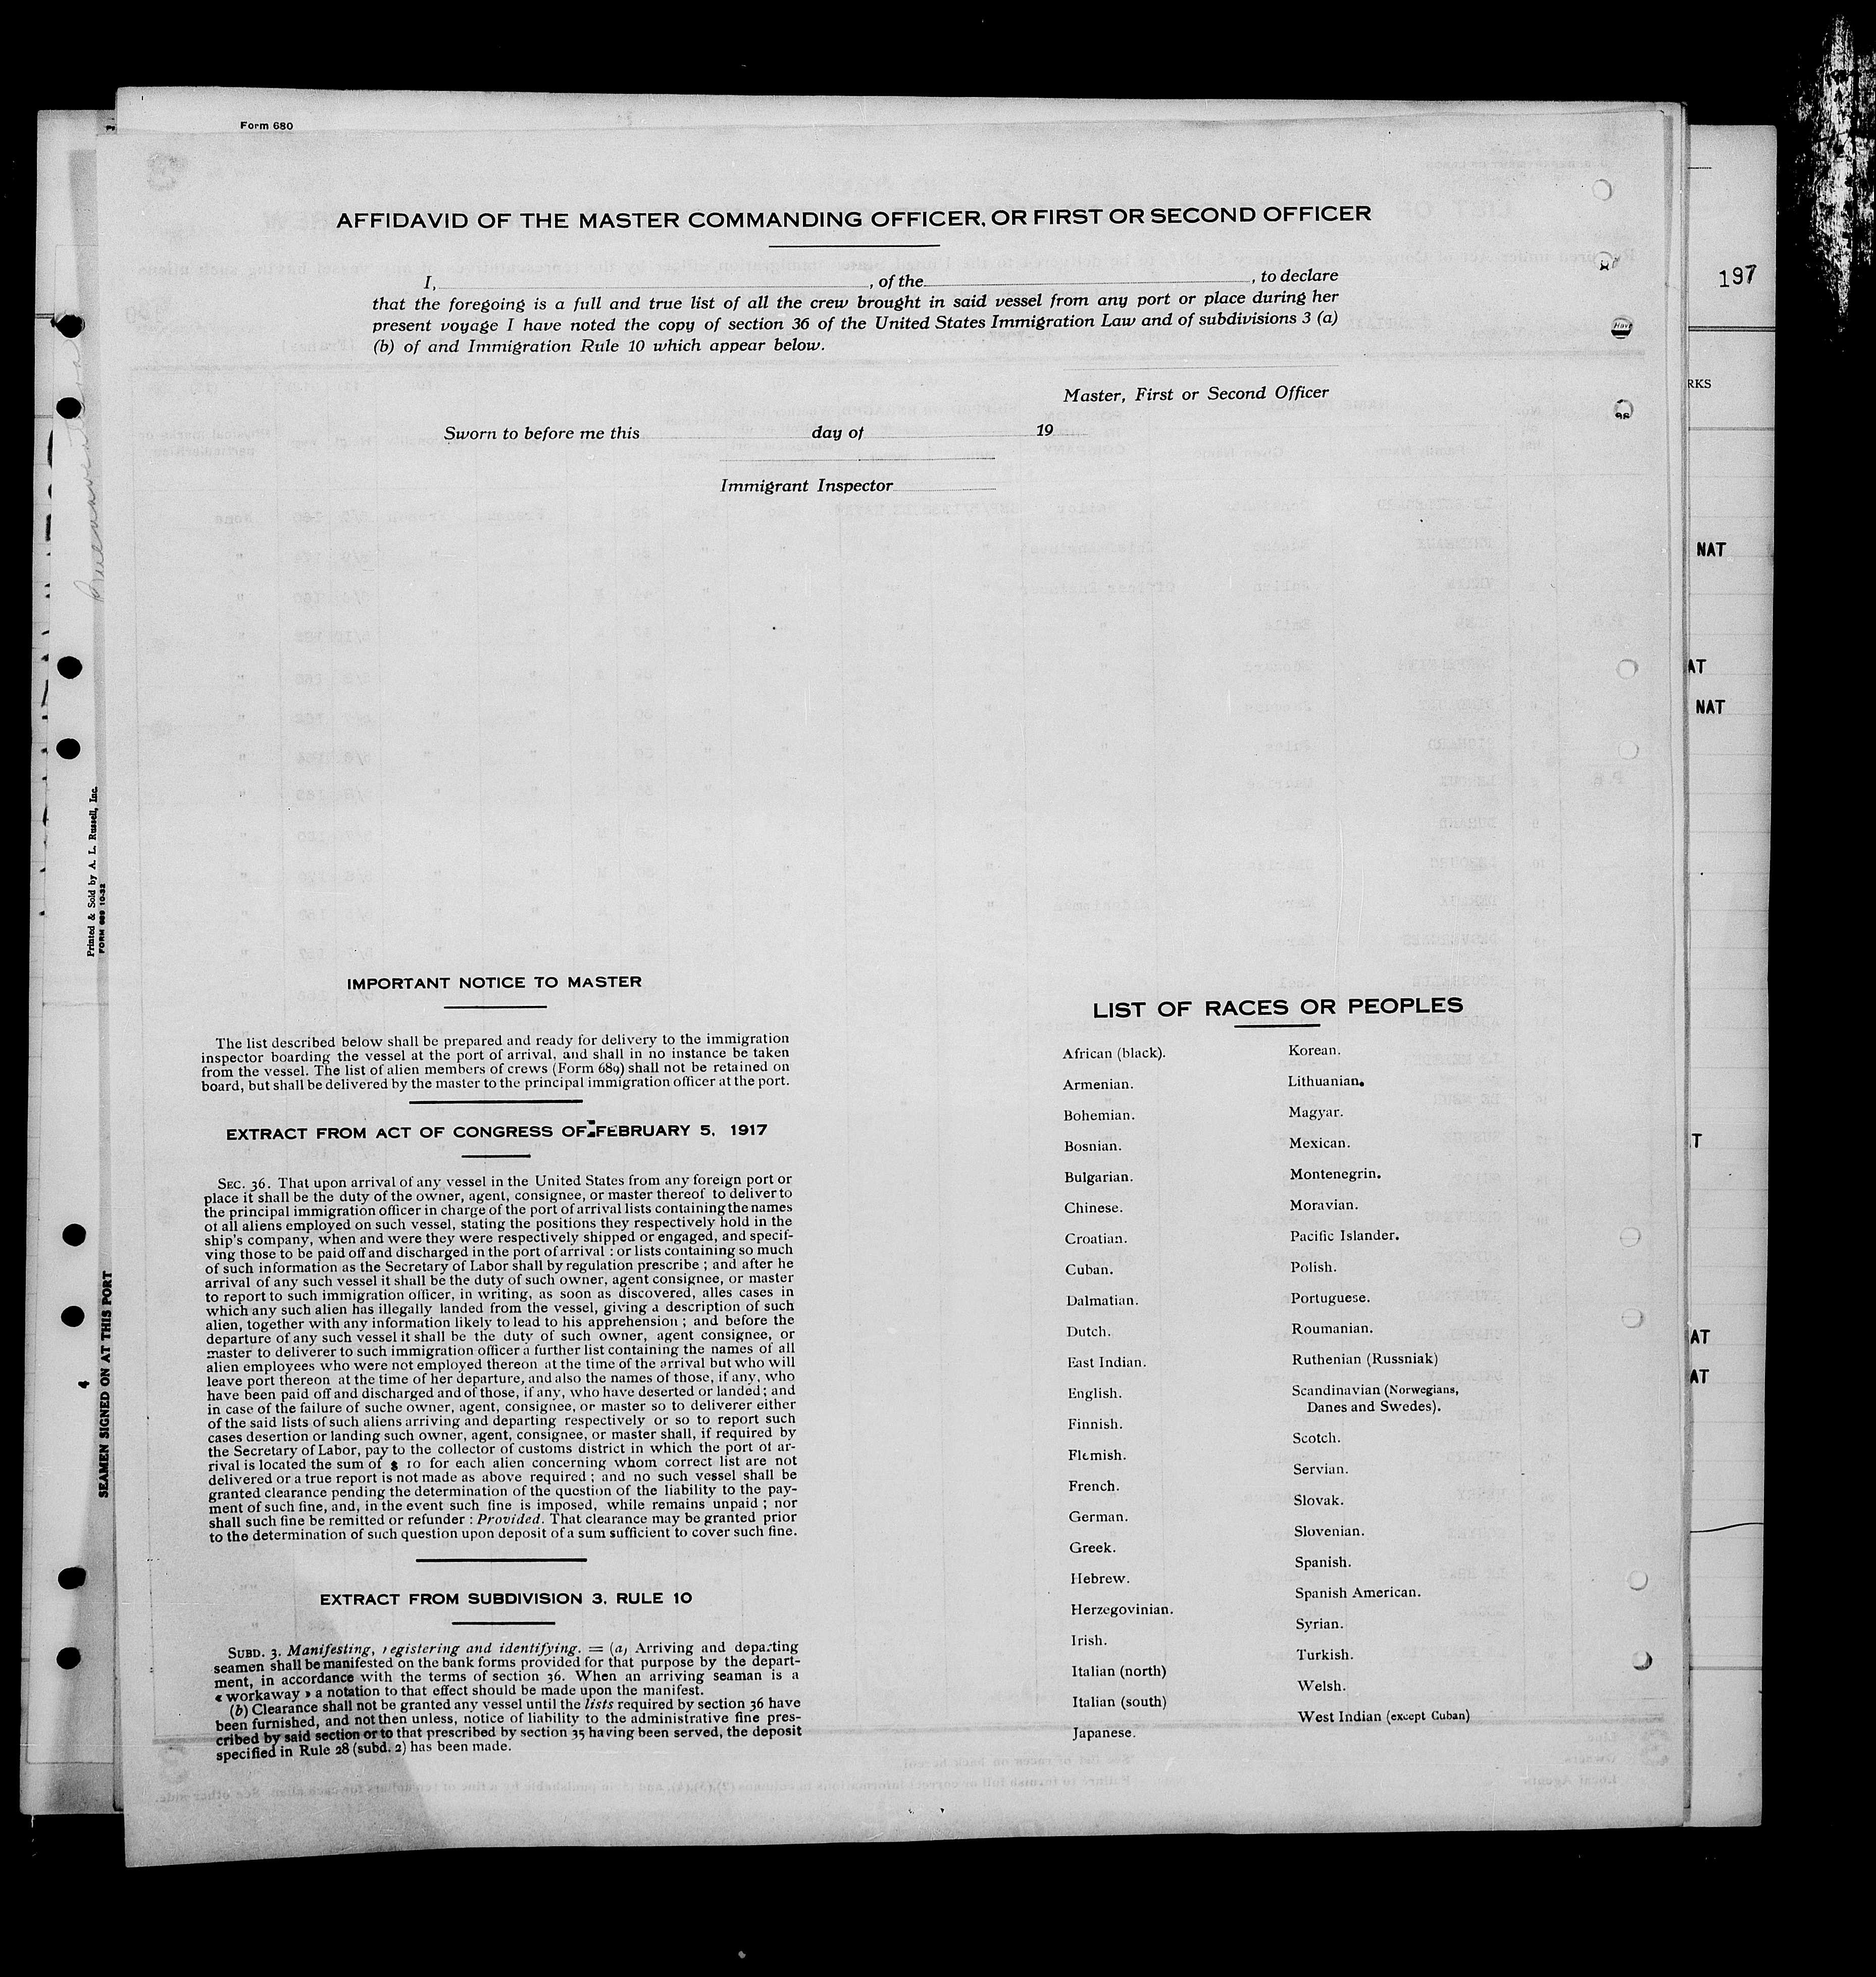 Form 680
AFFIDAVID OF THE MASTER COMMANDING OFFICER, OR FIRST OR SECOND OFFICER
I, , of the , to declare
that the foregoing is a full and true list of all the crew brought in said vessel from any port or place during her
present voyage I have noted the copy of section 36 of the United States Immigration Law and of subdivisions 3 (a)
(b) of and Immigration Rule 10 which appear below.
Master, First or Second Officer
Sworn to before me this day of 19
Immigrant Inspector
IMPORTANT NOTICE TO MASTER
The list described below shall be prepared and ready for delivery to the immigration
inspector boarding the vessel at the port of arrival, and shall in no instance be taken
from the vessel. The list of alien members of crews (Form 689) shall not be retained on
board, but shall be delivered by the master to the principal immigration officer at the port.
EXTRACT FROM ACT OF CONGRESS OF FEBRUARY 5, 1917
SEC. 36. That upon arrival of any vessel in the United States from any foreign port or
place it shall be the duty of the owner, agent, consignee, or master thereof to deliver to
the principal immigration officer in charge of the port of arrival lists containing the names
ot all aliens employed on such vessel, stating the positions they respectively hold in the
ship's company, when and were they were respectively shipped or engaged, and specif-
ving those to be paid off and discharged in the port of arrival : or lists containing so much
of such information as the Secretary of Labor shall by regulation prescribe ; and after he
arrival of any such vessel it shall be the duty of such owner, agent consignee, or master
to report to such immigration officer, in writing, as soon as discovered, alles cases in
which any such alien has illegally landed from the vessel, giving a description of such
alien, together with any information likely to lead to his apprehension ; and before the
departure of any such vessel it shall be the duty of such owner, agent consignee, or
master to deliverer to such immigration officer a further list containing the names of all
alien employees who were not employed thereon at the time of the arrival but who will
leave port thereon at the time of her departure, and also the names of those, if any, who
have been paid off and discharged and of those, if any, who have deserted or landed ; and
in case of the failure of suche owner, agent, consignee, or master so to deliverer either
of the said lists of such aliens arriving and departing respectively or so to report such
cases desertion or landing such owner, agent, consignee, or master shall, if required by
the Secretary of Labor, pay to the collector of customs district in which the port ot ar-
rival is located the sum of $ 10 for each alien concerning whom correct list are not
delivered or a true report is not made as above required ; and no such vessel shall be
granted clearance pending the determination of the question of the liability to the pay-
ment of such fine, and, in the event such fine is imposed, while remains unpaid ; nor
shall such fine be remitted or refunder : Provided. That clearance may be granted prior
to the determination of such question upon deposit of a sum sufficient to cover such fine.
EXTRACT FROM SUBDIVISION 3, RULE 10
SUBD. 3. Manifesting, registering and identifying. = (a) Arriving and departing
seamen shall be manifested on the bank forms provided for that purpose by the depart-
ment, in accordance with the terms of section 36. When an arriving seaman is a
« workaway » a notation to that effect should be made upon the manifest.
(b) Clearance shall not be granted any vessel until the lists required by section 36 have
been furnished, and not then unless, notice of liability to the administrative fine pres-
cribed by said section or to that prescribed by section 35 having been served, the deposit
specified in Rule 28 (subd. 2) has been made.
LIST OF RACES OR PEOPLES
African (black).
Armenian.
Bohemian.
Bosnian.
Bulgarian.
Chinese.
Croatian.
Cuban.
Dalmatian.
Dutch.
East Indian.
English.
Finnish.
Flemish.
French.
German.
Greek.
Hebrew.
Herzegovinian.
Irish.
Italian (north)
Italian (south)
Japanese.
Korean.
Lithuanian.
Magyar.
Mexican.
Montenegrin.
Moravian.
Pacific Islander.
Polish.
Portuguese.
Roumanian.
Ruthenian (Russniak)
Scandinavian (Norwegians,
Danes and Swedes).
Scotch.
Servian.
Slovak.
Slovenian.
Spanish.
Spanish American.
Syrian.
Turkish.
Welsh.
West Indian (except Cuban)
Printed & Sold by A. L. Russell, Inc.
FORM 689 10-32
4
SEAMEN SIGNED ON AT THIS PORT
197
RKS
NAT
AT
NAT
T
AT
AT